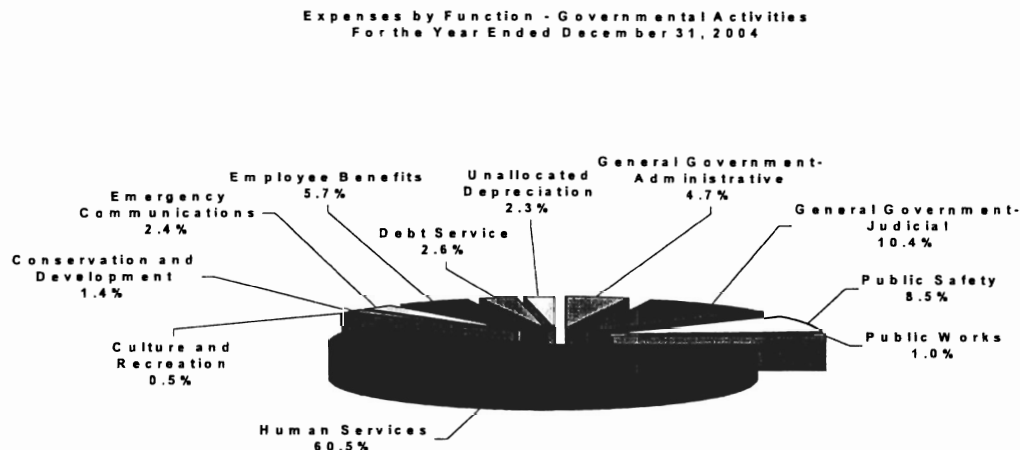 Expenses by Function - Governmental Activities
For the Year Ended December 31, 2004
General Government-
Administrative
4.7%
Unallocated
Depreciation
2.3%
Employee Benefits
5.7%
Emergency
Communications
2.4%
Debt Service
2.6%
General Government-
Judicial
10.4%
Conservation and
Development
1.4%
Public Safety
8.5%
Public Works
1.0%
Culture and
Recreation
0.5%
Human Services
60.5%